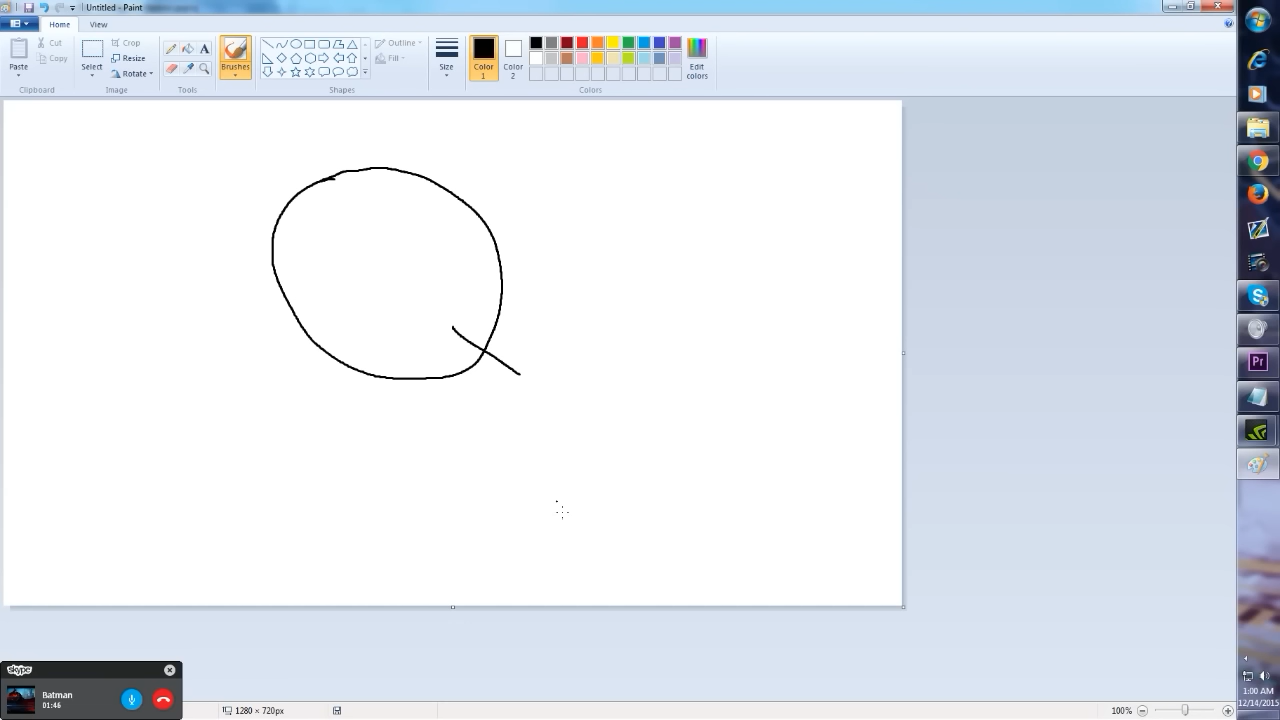 Untitled - Paint
Home View
Paste
Cut
Copy
Clipboard
Select
Crop
Resize
Rotate
Image
A
Tools
Brushes
Outline
Fill
Shapes
Size
Color 1
Color 2
Edit colors
Colors
Pr
skype
Batman
01:46
1280 × 720px
100%
1:00 AM
12/14/2015